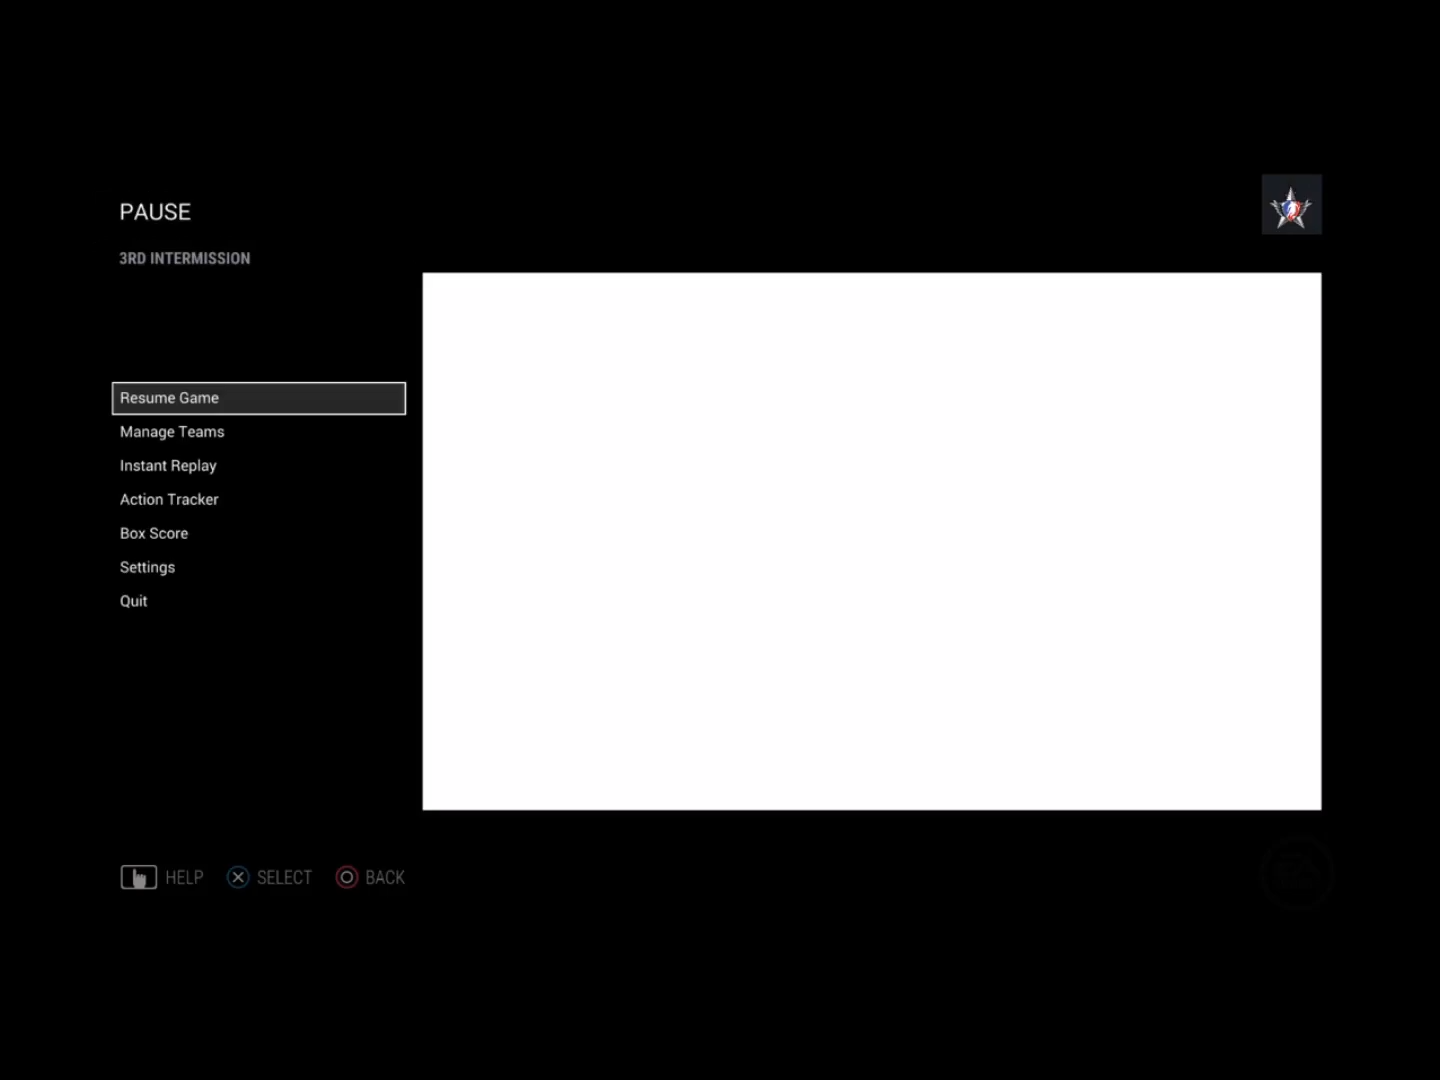 PAUSE
3RD INTERMISSION
Resume Game
Manage Teams
Instant Replay
Action Tracker
Box Score
Settings
Quit
HELP SELECT BACK